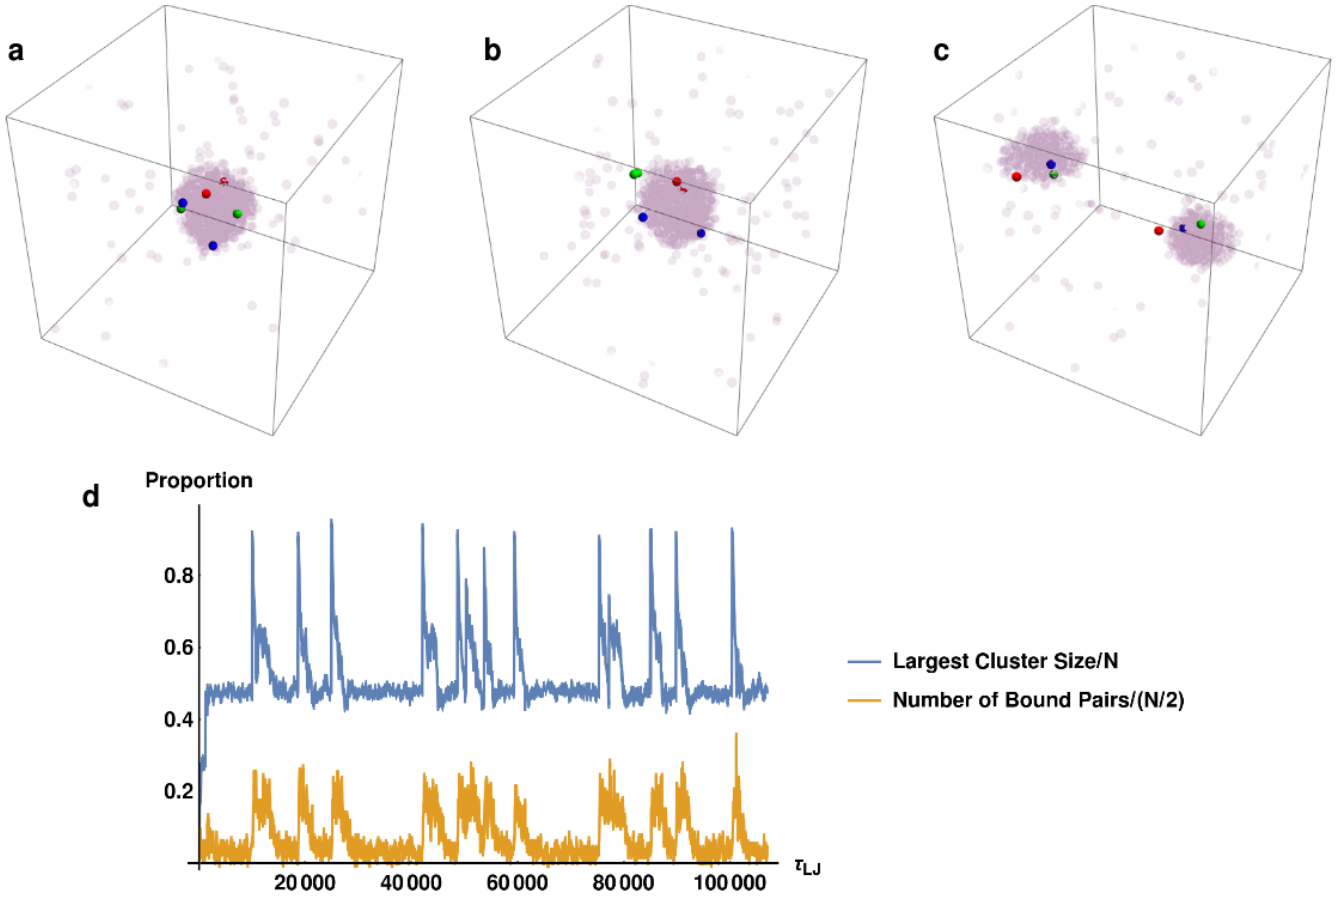 a
b
c
d
Proportion
0.8
0.6
0.4
0.2
20 000
40 000
60 000
80 000
100 000
τLJ
Largest Cluster Size/N
Number of Bound Pairs/(N/2)